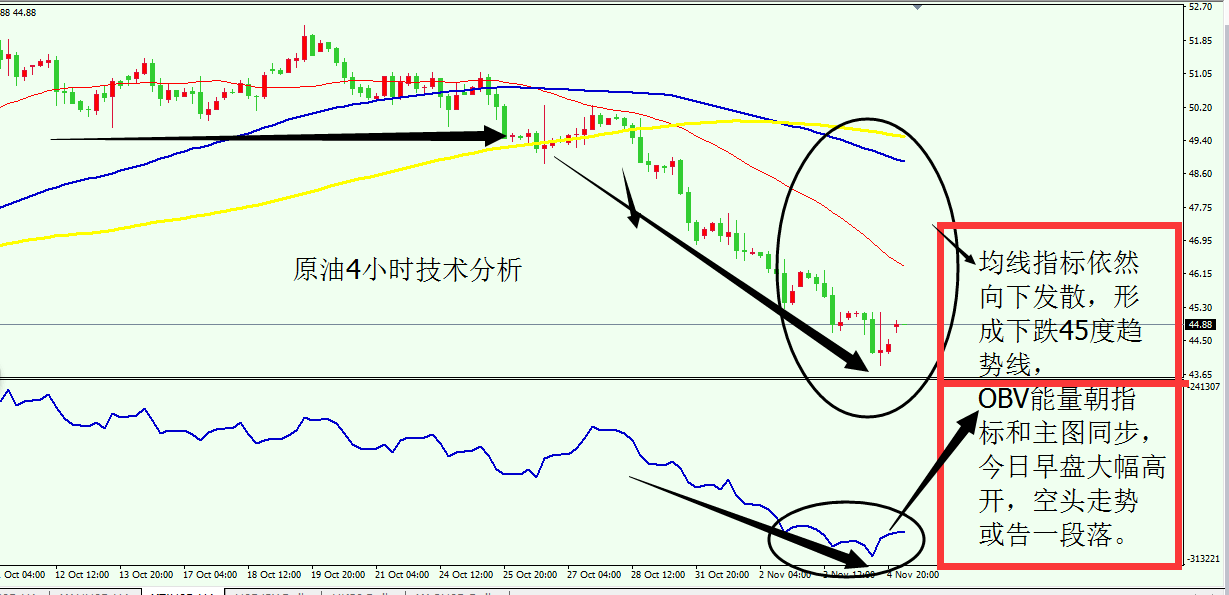 88 44.88
52.70
51.85
51.05
50.20
49.40
48.60
47.75
46.95
46.15
45.30
44.88
44.50
43.65
原油4小时技术分析
均线指标依然
向下发散，形
成下跌45度趋
势线，
241307
OBV能量朝指
标和主图同步，
今日早盘大幅高
开，空头走势
或告一段落。
-313221
Oct 04:00
12 Oct 12:00
13 Oct 20:00
17 Oct 04:00
18 Oct 12:00
19 Oct 20:00
21 Oct 04:00
24 Oct 12:00
25 Oct 20:00
27 Oct 04:00
28 Oct 12:00
31 Oct 20:00
2 Nov 04:00
3 Nov 12:00
4 Nov 20:00